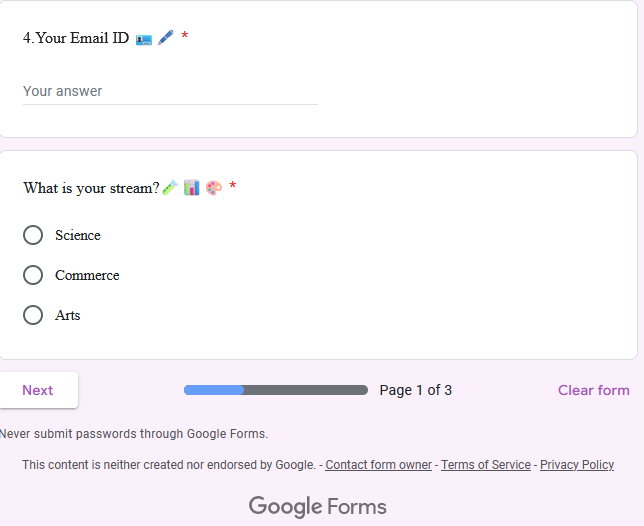 4.Your Email ID 🪪 🖊️ *
Your answer
What is your stream?🧪 📊 🎨 *
Science
Commerce
Arts
Next
Page 1 of 3
Clear form
Never submit passwords through Google Forms.
This content is neither created nor endorsed by Google. - Contact form owner - Terms of Service - Privacy Policy
Google Forms